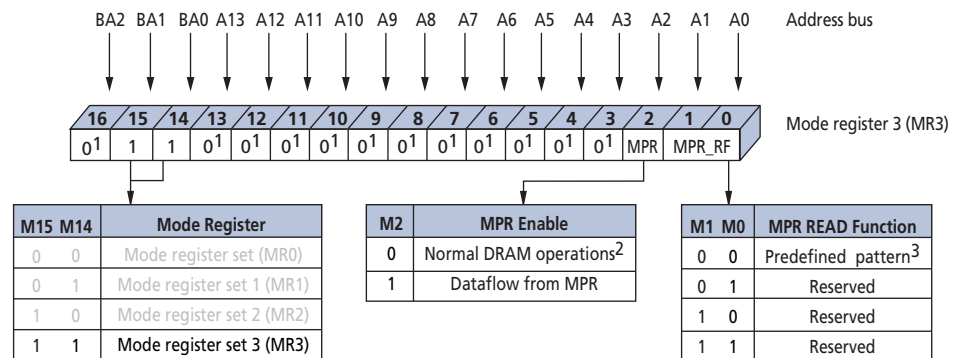 BA2 BA1 BA0 A13 A12 A11 A10 A9 A8 A7 A6 A5 A4 A3 A2 A1 A0 Address bus
16 15 14 13 12 11 10 9 8 7 6 5 4 3 2 1 0 Mode register 3 (MR3)
0¹ 1 1 0¹ 0¹ 0¹ 0¹ 0¹ 0¹ 0¹ 0¹ 0¹ 0¹ 0¹ MPR MPR_RF
M15 M14 Mode Register
0 0 Mode register set (MR0)
0 1 Mode register set 1 (MR1)
1 0 Mode register set 2 (MR2)
1 1 Mode register set 3 (MR3)
M2 MPR Enable
0 Normal DRAM operations²
1 Dataflow from MPR
M1 M0 MPR READ Function
0 0 Predefined pattern³
0 1 Reserved
1 0 Reserved
1 1 Reserved